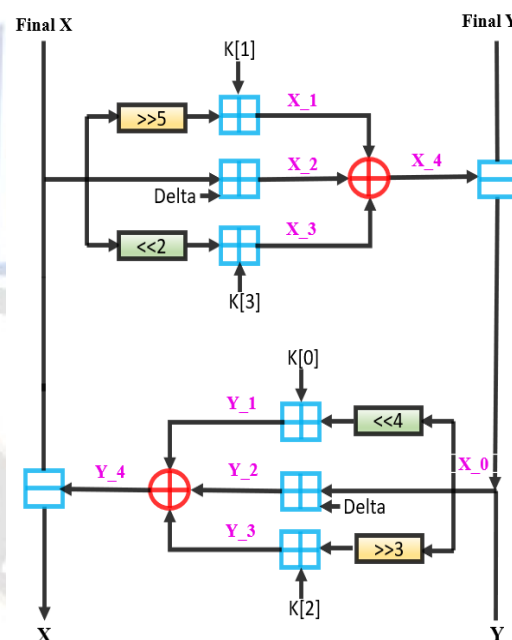 Final X
Final Y
K[1]
X_1
>>5
X_2
X_4
Delta
X_3
<<2
K[3]
K[0]
Y_1
<<4
X_0
Y_4
Y_2
Delta
Y_3
>>3
K[2]
X
Y